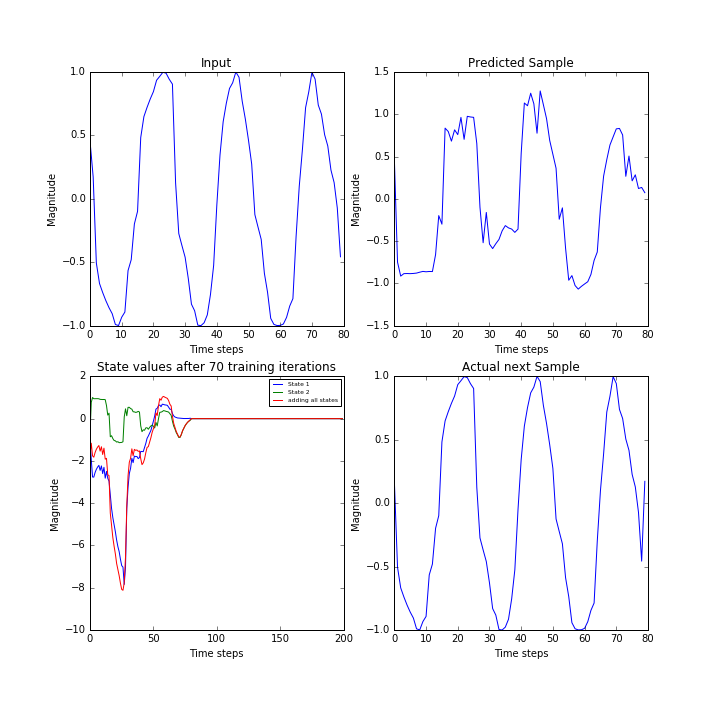 Input
Magnitude
1.0
0.5
0.0
−0.5
−1.0
0 10 20 30 40 50 60 70 80
Time steps
Predicted Sample
Magnitude
1.5
1.0
0.5
0.0
−0.5
−1.0
−1.5
0 10 20 30 40 50 60 70 80
Time steps
State values after 70 training iterations
Magnitude
2
0
−2
−4
−6
−8
−10
0 50 100 150 200
Time steps
State 1
State 2
adding all states
Actual next Sample
Magnitude
1.0
0.5
0.0
−0.5
−1.0
0 10 20 30 40 50 60 70 80
Time steps